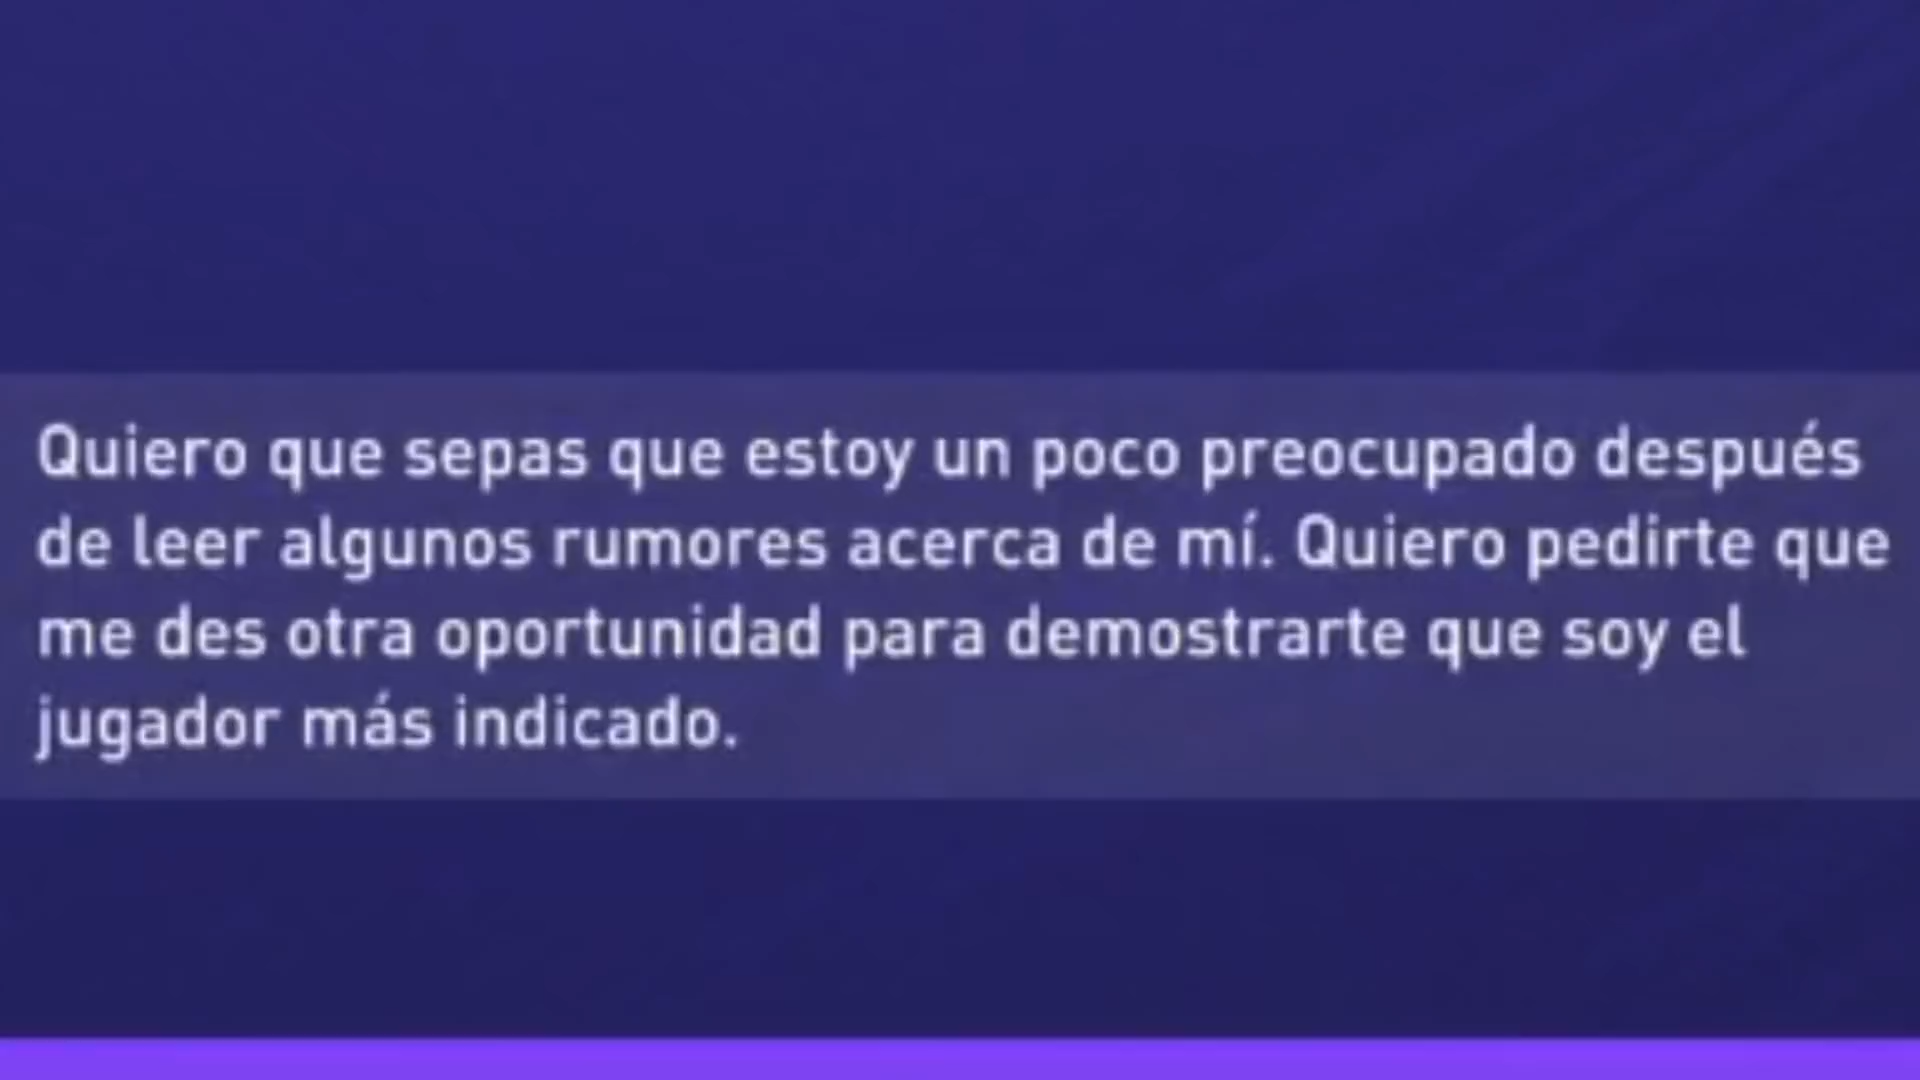 Quiero que sepas que estoy un poco preocupado después
de leer algunos rumores acerca de mí. Quiero pedirte que
me des otra oportunidad para demostrarte que soy el
jugador más indicado.